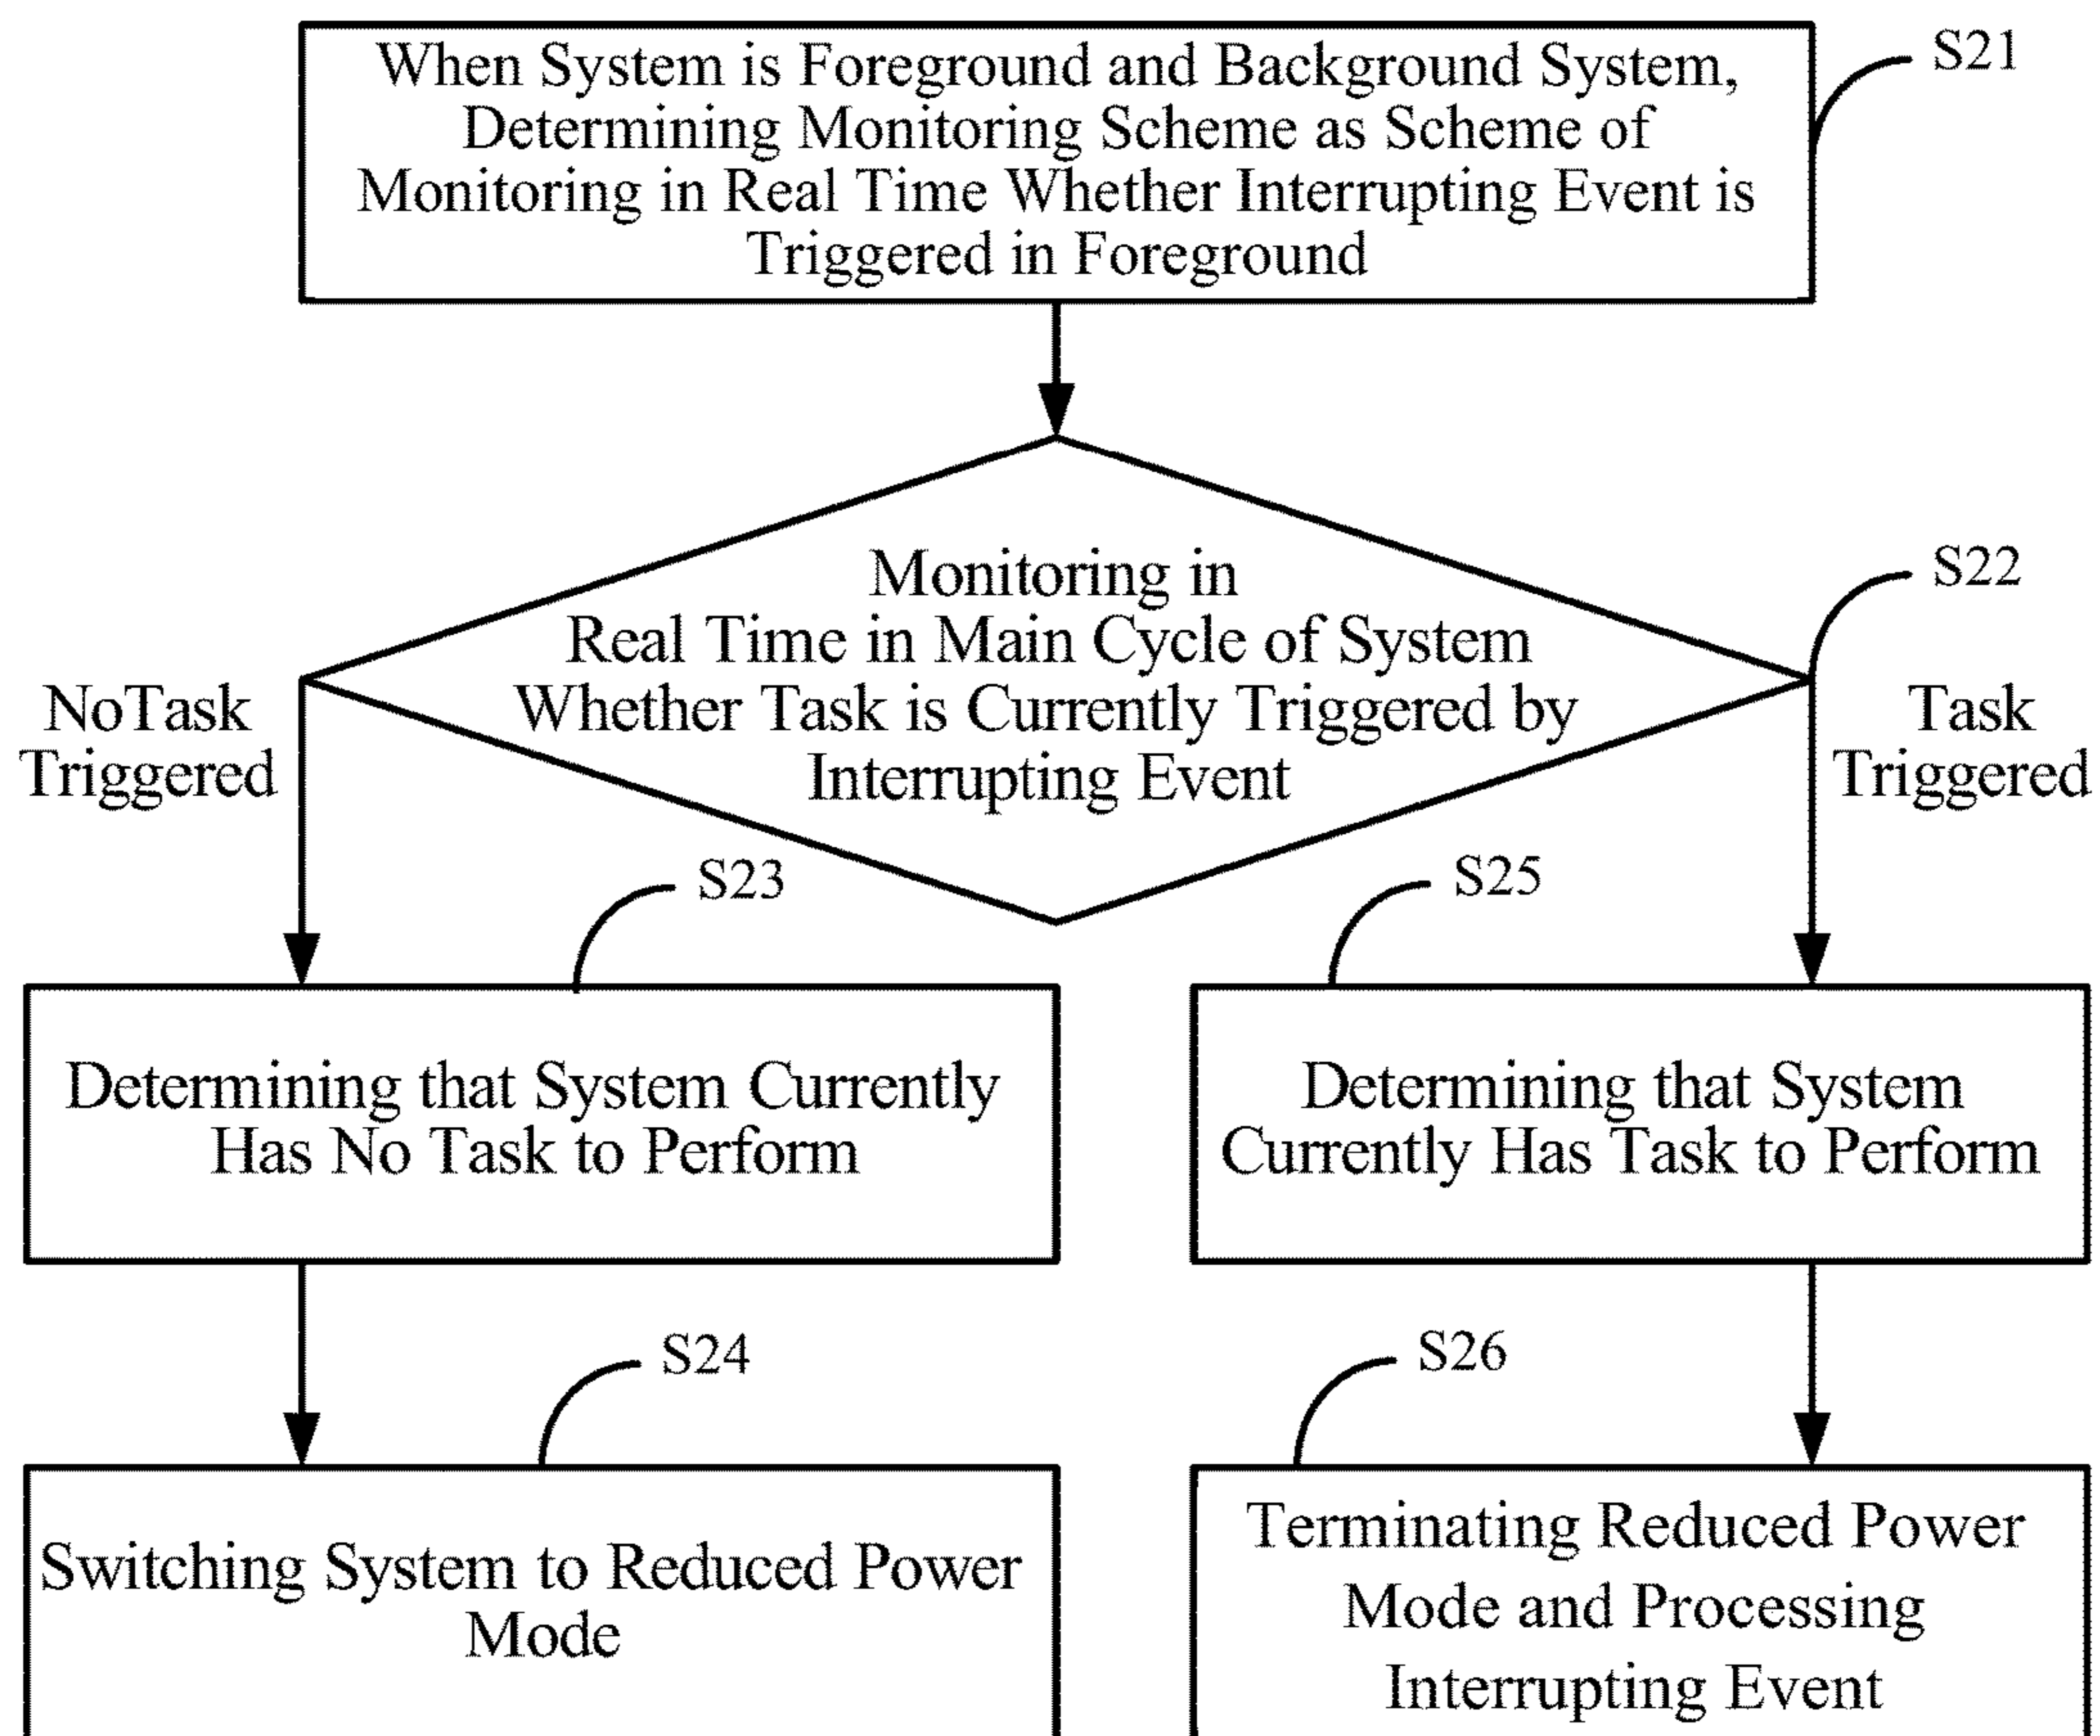 When System is Foreground and Background System,
Determining Monitoring Scheme as Scheme of
Monitoring in Real Time Whether Interrupting Event is
Triggered in Foreground
S21
Monitoring in
Real Time in Main Cycle of System
Whether Task is Currently Triggered by
Interrupting Event
S22
NoTask
Triggered
Task
Triggered
S23
S25
Determining that System Currently
Has No Task to Perform
Determining that System
Currently Has Task to Perform
S24
S26
Switching System to Reduced Power
Mode
Terminating Reduced Power
Mode and Processing
Interrupting Event